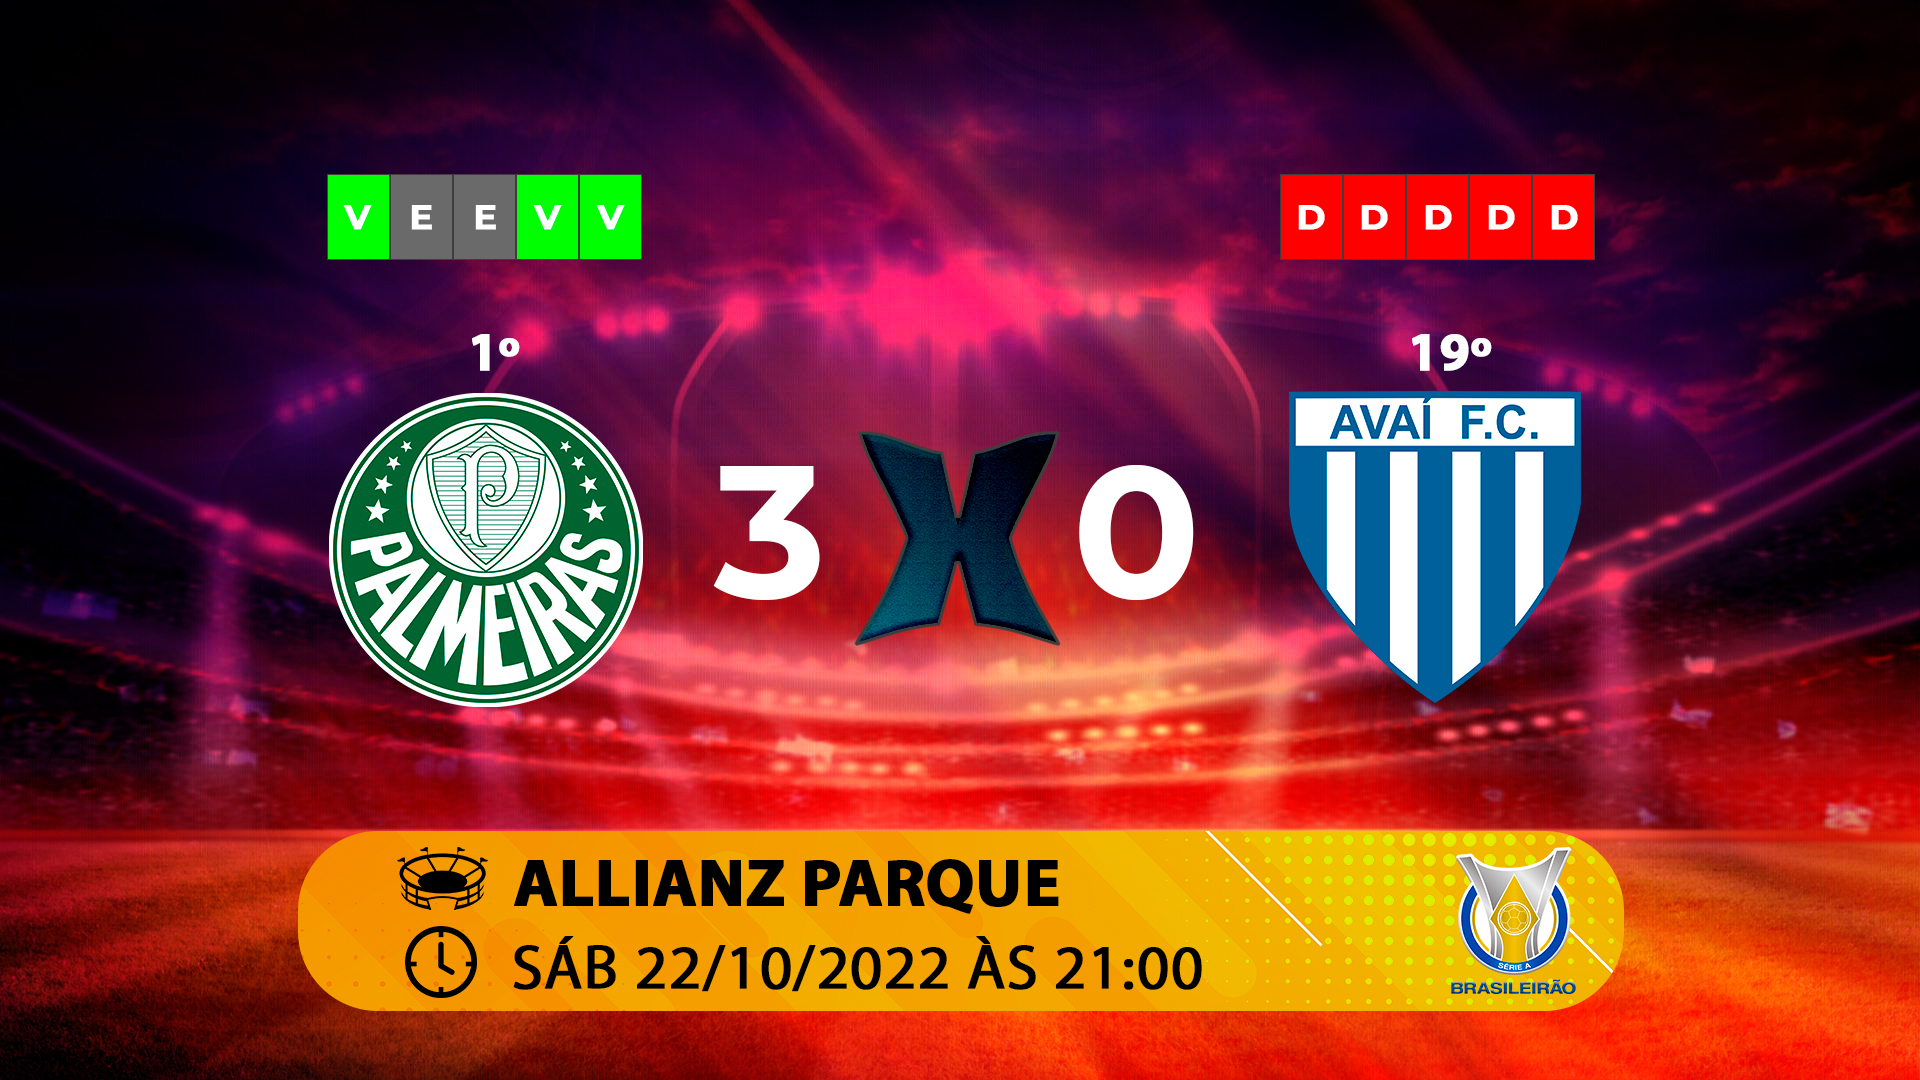 V E E V V
D D D D D
1º
19º
P
PALMEIRAS
AVAÍ F.C.
3 X 0
ALLIANZ PARQUE
SÁB 22/10/2022 ÀS 21:00
SÉRIE A
BRASILEIRÃO